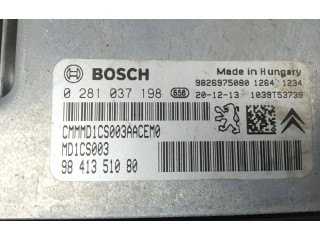 BOSCH
Made in Hungary
9826975080 1264 1234
0 281 037 198 658 20-12-13 1039T53739
CMMMD1CS003AACEM0
MD1CS003
98 413 510 80